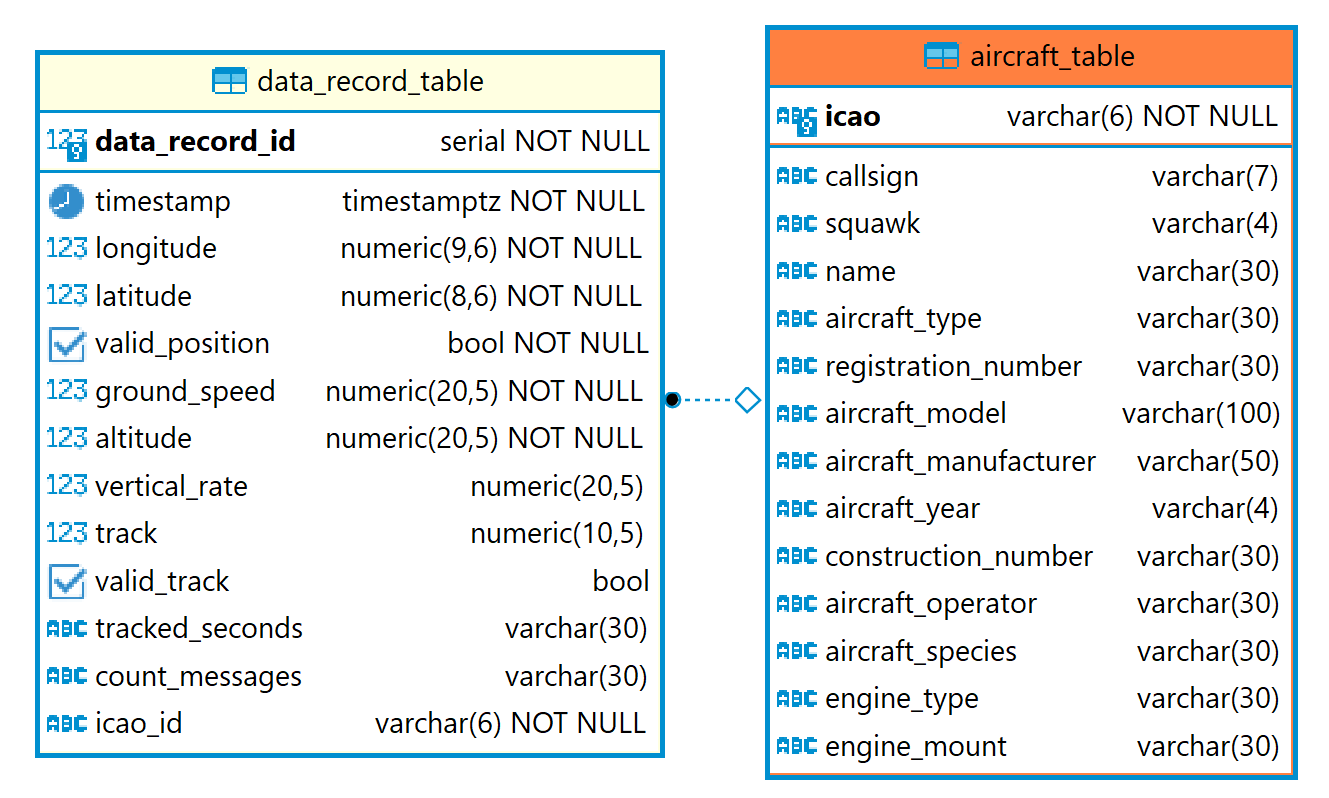 data_record_table
123 data_record_id serial NOT NULL
timestamp timestamptz NOT NULL
123 longitude numeric(9,6) NOT NULL
123 latitude numeric(8,6) NOT NULL
valid_position bool NOT NULL
123 ground_speed numeric(20,5) NOT NULL
123 altitude numeric(20,5) NOT NULL
123 vertical_rate numeric(20,5)
123 track numeric(10,5)
valid_track bool
ABC tracked_seconds varchar(30)
ABC count_messages varchar(30)
ABC icao_id varchar(6) NOT NULL
aircraft_table
ABC icao varchar(6) NOT NULL
ABC callsign varchar(7)
ABC squawk varchar(4)
ABC name varchar(30)
ABC aircraft_type varchar(30)
ABC registration_number varchar(30)
ABC aircraft_model varchar(100)
ABC aircraft_manufacturer varchar(50)
ABC aircraft_year varchar(4)
ABC construction_number varchar(30)
ABC aircraft_operator varchar(30)
ABC aircraft_species varchar(30)
ABC engine_type varchar(30)
ABC engine_mount varchar(30)